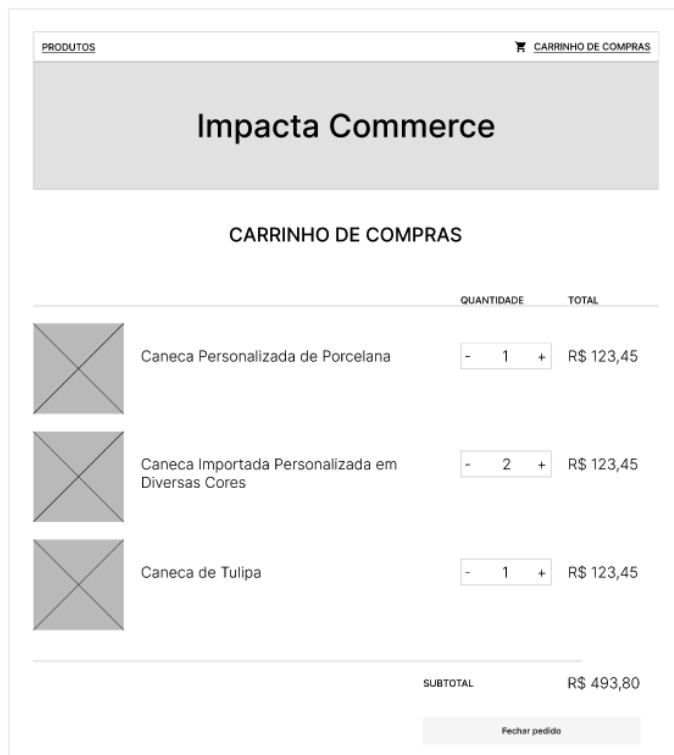 PRODUTOS
CARRINHO DE COMPRAS
Impacta Commerce
CARRINHO DE COMPRAS
QUANTIDADE TOTAL
Caneca Personalizada de Porcelana - 1 + R$ 123,45
Caneca Importada Personalizada em
Diversas Cores
- 2 + R$ 123,45
Caneca de Tulipa - 1 + R$ 123,45
SUBTOTAL R$ 493,80
Fechar pedido